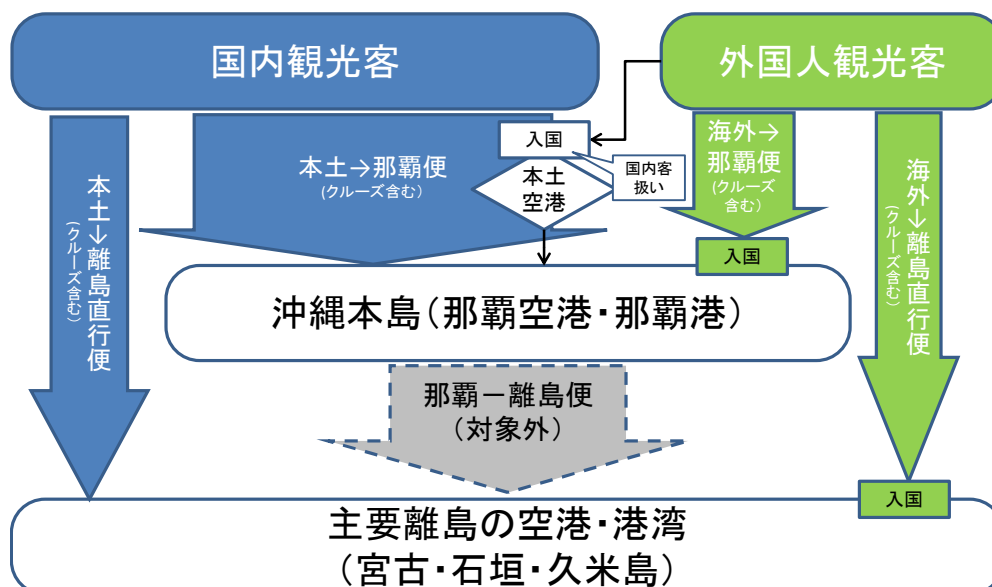 国内観光客
外国人観光客
入国
国内客
扱い
本土→那覇便
(クルーズ含む)
本土
空港
海外→
那覇便
(クルーズ
含む)
本土→離島直行便
(クルーズ含む)
海外→離島直行便
(クルーズ含む)
入国
沖縄本島(那覇空港・那覇港)
那覇－離島便
(対象外)
入国
主要離島の空港・港湾
(宮古・石垣・久米島)